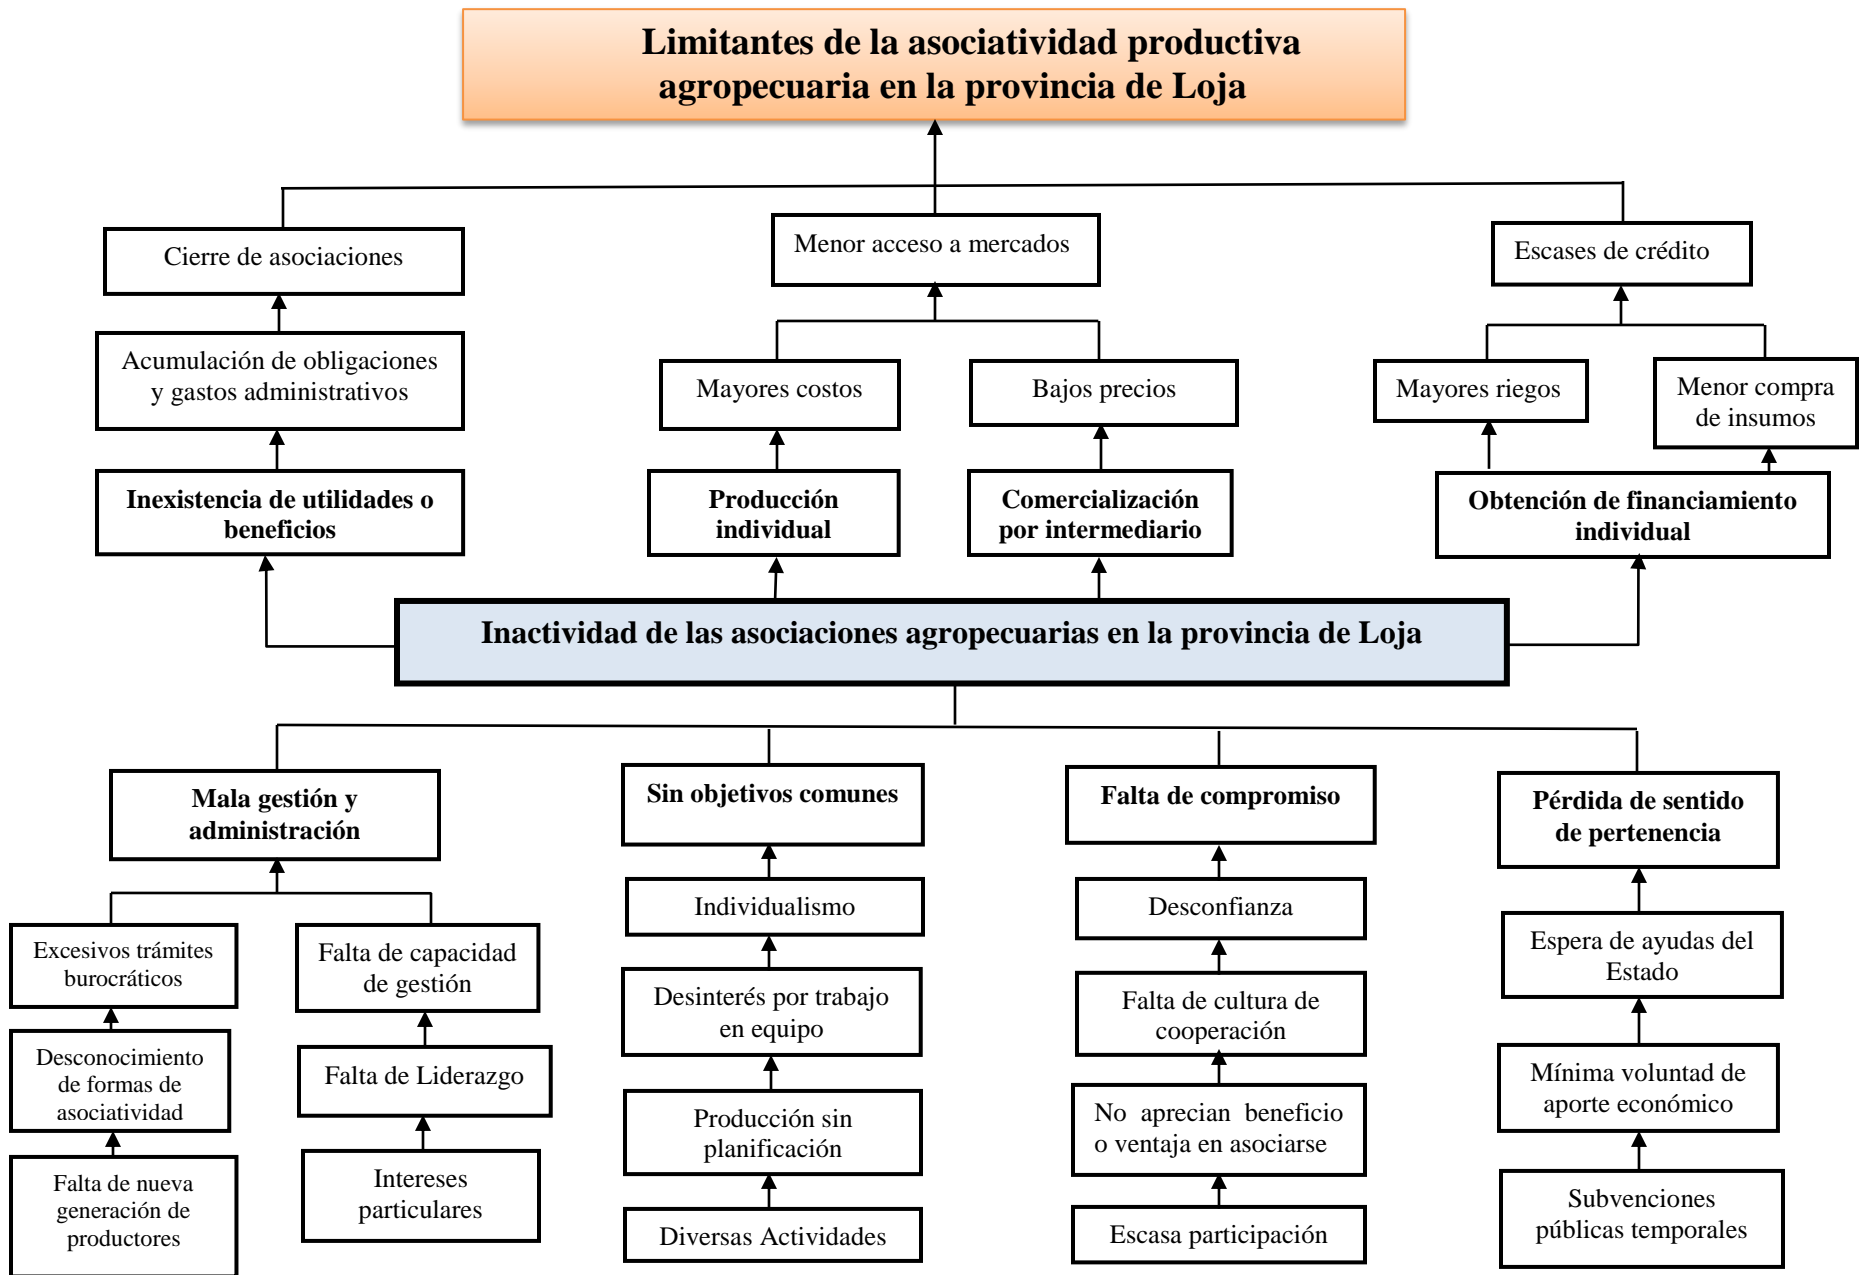 Limitantes de la asociatividad productiva
agropecuaria en la provincia de Loja
Cierre de asociaciones
Menor acceso a mercados
Escases de crédito
Acumulación de obligaciones
y gastos administrativos
Mayores costos
Bajos precios
Mayores riegos
Menor compra
de insumos
Inexistencia de utilidades o
beneficios
Producción
individual
Comercialización
por intermediario
Obtención de financiamiento
individual
Inactividad de las asociaciones agropecuarias en la provincia de Loja
Mala gestión y
administración
Sin objetivos comunes
Falta de compromiso
Pérdida de sentido
de pertenencia
Excesivos trámites
burocráticos
Falta de capacidad
de gestión
Individualismo
Desconfianza
Espera de ayudas del
Estado
Desconocimiento
de formas de
asociatividad
Falta de Liderazgo
Desinterés por trabajo
en equipo
Falta de cultura de
cooperación
Mínima voluntad de
aporte económico
Falta de nueva
generación de
productores
Intereses
particulares
Producción sin
planificación
No aprecian beneficio
o ventaja en asociarse
Subvenciones
públicas temporales
Diversas Actividades
Escasa participación